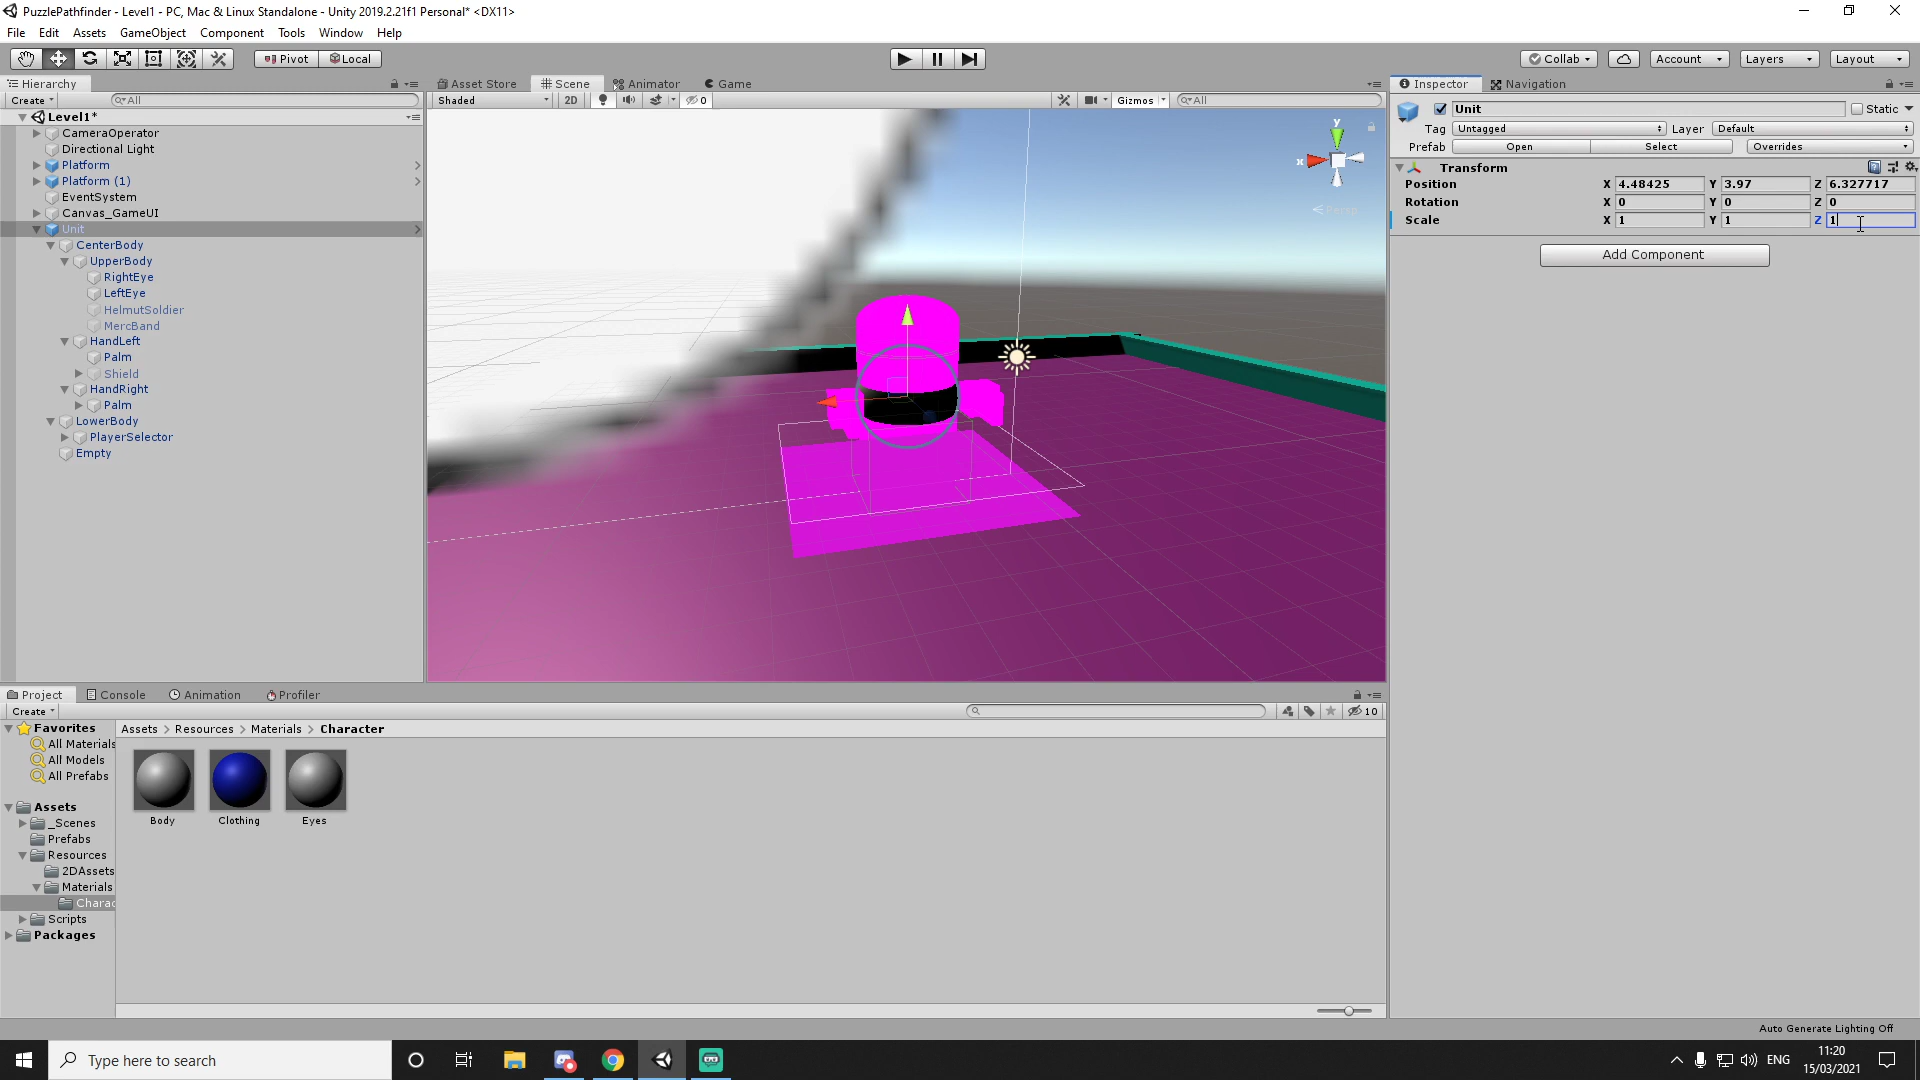 PuzzlePathfinder - Level1 - PC, Mac & Linux Standalone - Unity 2019.2.21f1 Personal* <DX11>
File Edit Assets GameObject Component Tools Window Help
Pivot Local Collab Account Layers Layout
Hierarchy Asset Store Scene Animator Game Inspector Navigation
Create All Shaded 2D 0 Gizmos All
Unit Static
Level1*
CameraOperator
Tag Untagged Layer Default
Directional Light
Prefab Open Select Overrides
Platform
Transform
Platform (1)
Position X 4.48425 Y 3.97 Z 6.327717
EventSystem
Rotation X 0 Y 0 Z 0
Canvas_GameUI
Scale X 1 Y 1 Z 1
Unit
CenterBody
Add Component
UpperBody
RightEye
LeftEye
HelmutSoldier
MercBand
HandLeft
Palm
Shield
HandRight
Palm
LowerBody
PlayerSelector
Empty
y
x
Persp
Project Console Animation Profiler
Create 10
Favorites
All Materials
All Models
All Prefabs
Assets
_Scenes
Prefabs
Resources
2DAssets
Materials
Charac
Scripts
Packages
Assets > Resources > Materials > Character
Body Clothing Eyes
Auto Generate Lighting Off
Type here to search
ENG
11:20
15/03/2021